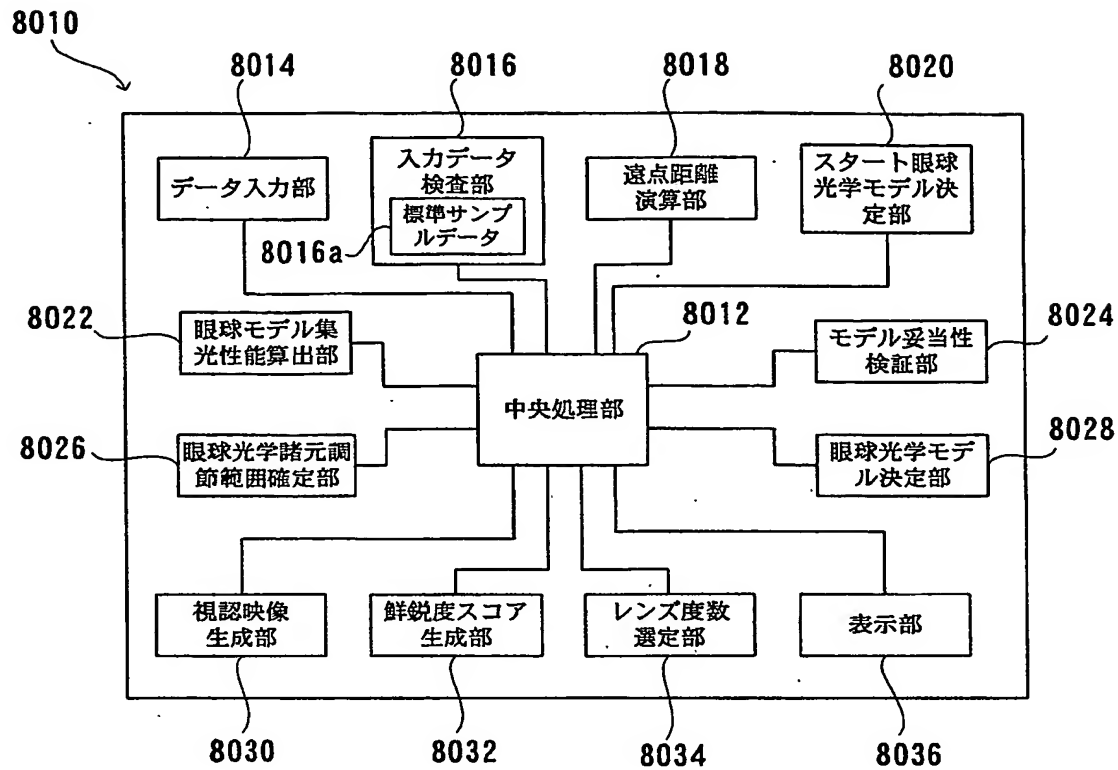 8010
8014
8016
8018
8020
データ入力部
入力データ
検査部
標準サンプ
ルデータ
8016a
遠点距離
演算部
スタート眼球
光学モデル決
定部
8022
眼球モデル集
光性能算出部
8012
中央処理部
8024
モデル妥当性
検証部
8026
眼球光学諸元調
節範囲確定部
8028
眼球光学モデ
ル決定部
視認映像
生成部
鮮鋭度スコア
生成部
レンズ度数
選定部
表示部
8030
8032
8034
8036